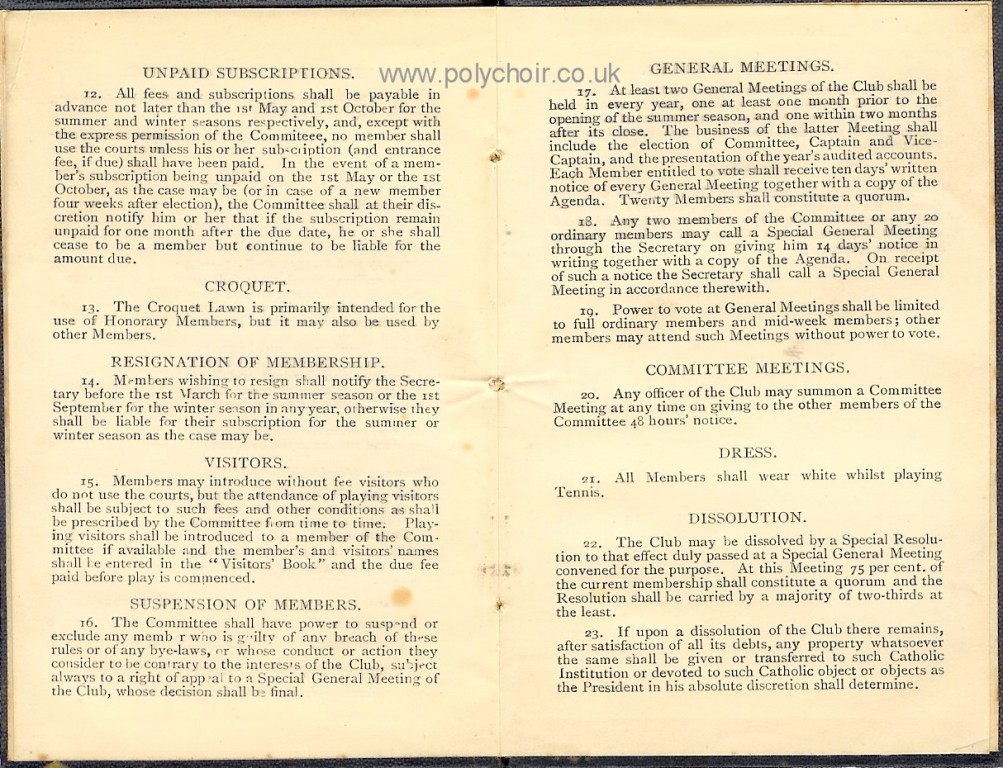 www.polychoir.co.uk
UNPAID SUBSCRIPTIONS.
12. All fees and subscriptions shall be payable in
advance not later than the 1st May and 1st October for the
summer and winter seasons respectively, and, except with
the express permission of the Commiteee, no member shall
use the courts unless his or her subscription (and entrance
fee, if due) shall have been paid. In the event of a mem-
ber's subscription being unpaid on the 1st May or the 1st
October, as the case may be (or in case of a new member
four weeks after election), the Committee shall at their dis-
cretion notify him or her that if the subscription remain
unpaid for one month after the due date, he or she shall
cease to be a member but continue to be liable for the
amount due.
CROQUET.
13. The Croquet Lawn is primarily intended for the
use of Honorary Members, but it may also be used by
other Members.
RESIGNATION OF MEMBERSHIP.
14. Members wishing to resign shall notify the Secre-
tary before the 1st March for the summer season or the 1st
September for the winter season in any year, otherwise they
shall be liable for their subscription for the summer or
winter season as the case may be.
VISITORS.
15. Members may introduce without fee visitors who
do not use the courts, but the attendance of playing visitors
shall be subject to such fees and other conditions as shall
be prescribed by the Committee from time to time. Play-
ing visitors shall be introduced to a member of the Com-
mittee if available and the member's and visitors' names
shall be entered in the "Visitors' Book" and the due fee
paid before play is commenced.
SUSPENSION OF MEMBERS.
16. The Committee shall have power to suspend or
exclude any member who is guilty of any breach of these
rules or of any bye-laws, or whose conduct or action they
consider to be contrary to the interests of the Club, subject
always to a right of appeal to a Special General Meeting of
the Club, whose decision shall be final.
GENERAL MEETINGS.
17. At least two General Meetings of the Club shall be
held in every year, one at least one month prior to the
opening of the summer season, and one within two months
after its close. The business of the latter Meeting shall
include the election of Committee, Captain and Vice-
Captain, and the presentation of the year's audited accounts.
Each Member entitled to vote shall receive ten days' written
notice of every General Meeting together with a copy of the
Agenda. Twenty Members shall constitute a quorum.
18. Any two members of the Committee or any 20
ordinary members may call a Special General Meeting
through the Secretary on giving him 14 days' notice in
writing together with a copy of the Agenda. On receipt
of such a notice the Secretary shall call a Special General
Meeting in accordance therewith.
19. Power to vote at General Meetings shall be limited
to full ordinary members and mid-week members; other
members may attend such Meetings without power to vote.
COMMITTEE MEETINGS.
20. Any officer of the Club may summon a Committee
Meeting at any time on giving to the other members of the
Committee 48 hours' notice.
DRESS.
21. All Members shall wear white whilst playing
Tennis.
DISSOLUTION.
22. The Club may be dissolved by a Special Resolu-
tion to that effect duly passed at a Special General Meeting
convened for the purpose. At this Meeting 75 per cent. of
the current membership shall constitute a quorum and the
Resolution shall be carried by a majority of two-thirds at
the least.
23. If upon a dissolution of the Club there remains,
after satisfaction of all its debts, any property whatsoever
the same shall be given or transferred to such Catholic
Institution or devoted to such Catholic object or objects as
the President in his absolute discretion shall determine.